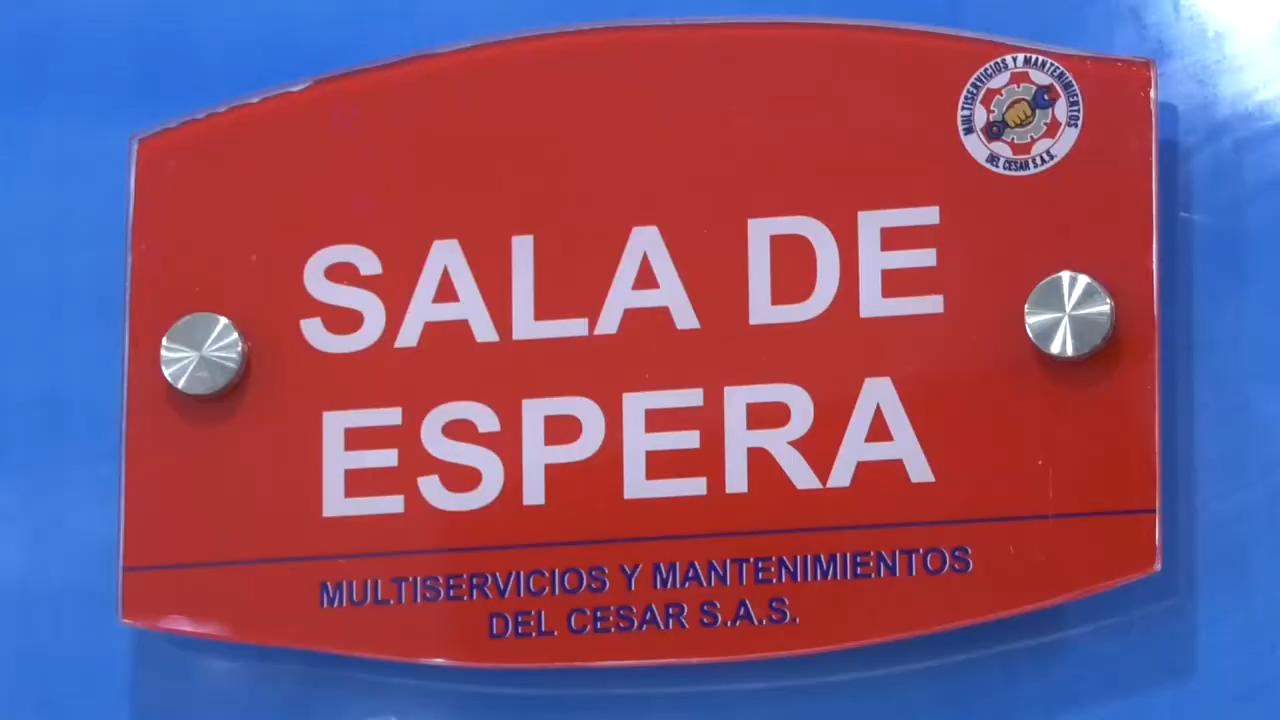 MULTISERVICIOS Y MANTENIMIENTOS
DEL CESAR S.A.S.
SALA DE
ESPERA
MULTISERVICIOS Y MANTENIMIENTOS
DEL CESAR S.A.S.